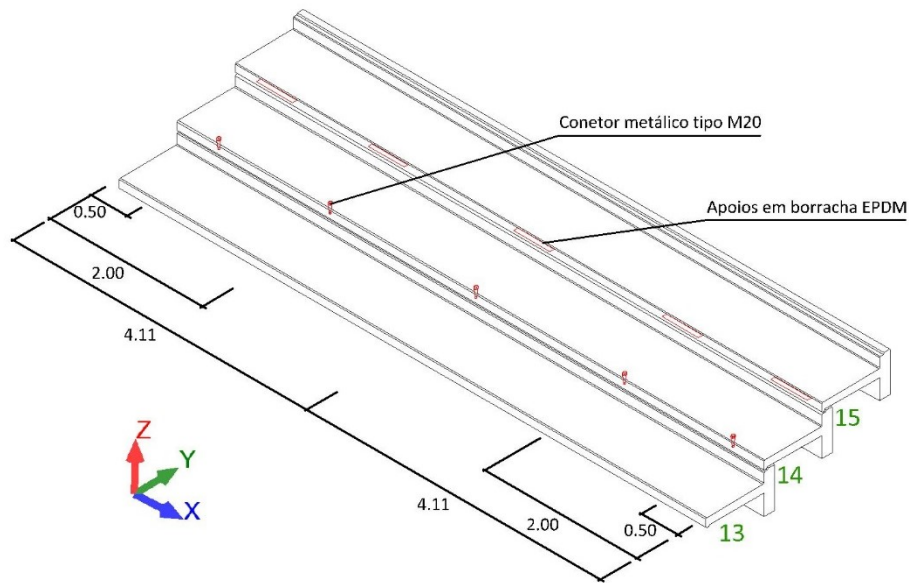 Conetor metálico tipo M20
Apoios em borracha EPDM
0.50
2.00
4.11
15
14
Z
Y
X
4.11
2.00
0.50
13